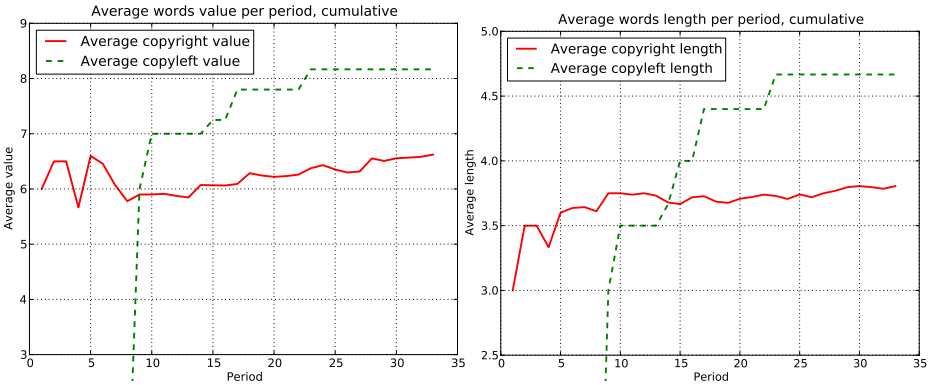 Average words value per period, cumulative
9
8
7
6
5
4
3
Average value
Average copyright value
Average copyleft value
0 5 10 15 20 25 30 35
Period
Average words length per period, cumulative
5.0
4.5
4.0
3.5
3.0
2.5
Average length
Average copyright length
Average copyleft length
0 5 10 15 20 25 30 35
Period